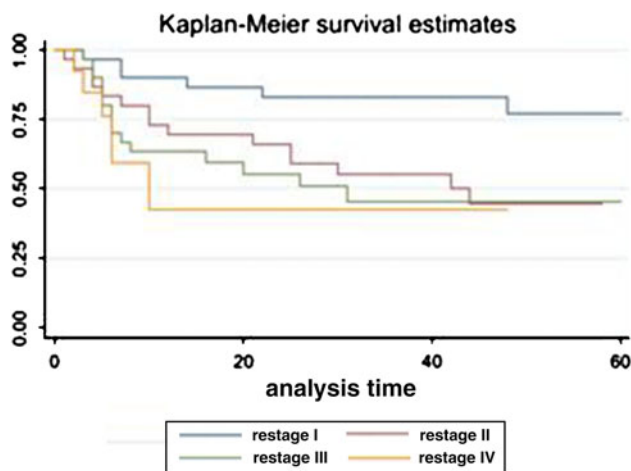 Kaplan-Meier survival estimates
1.00
0.75
0.50
0.25
0.00
0 20 40 60
analysis time
restage I restage II
restage III restage IV